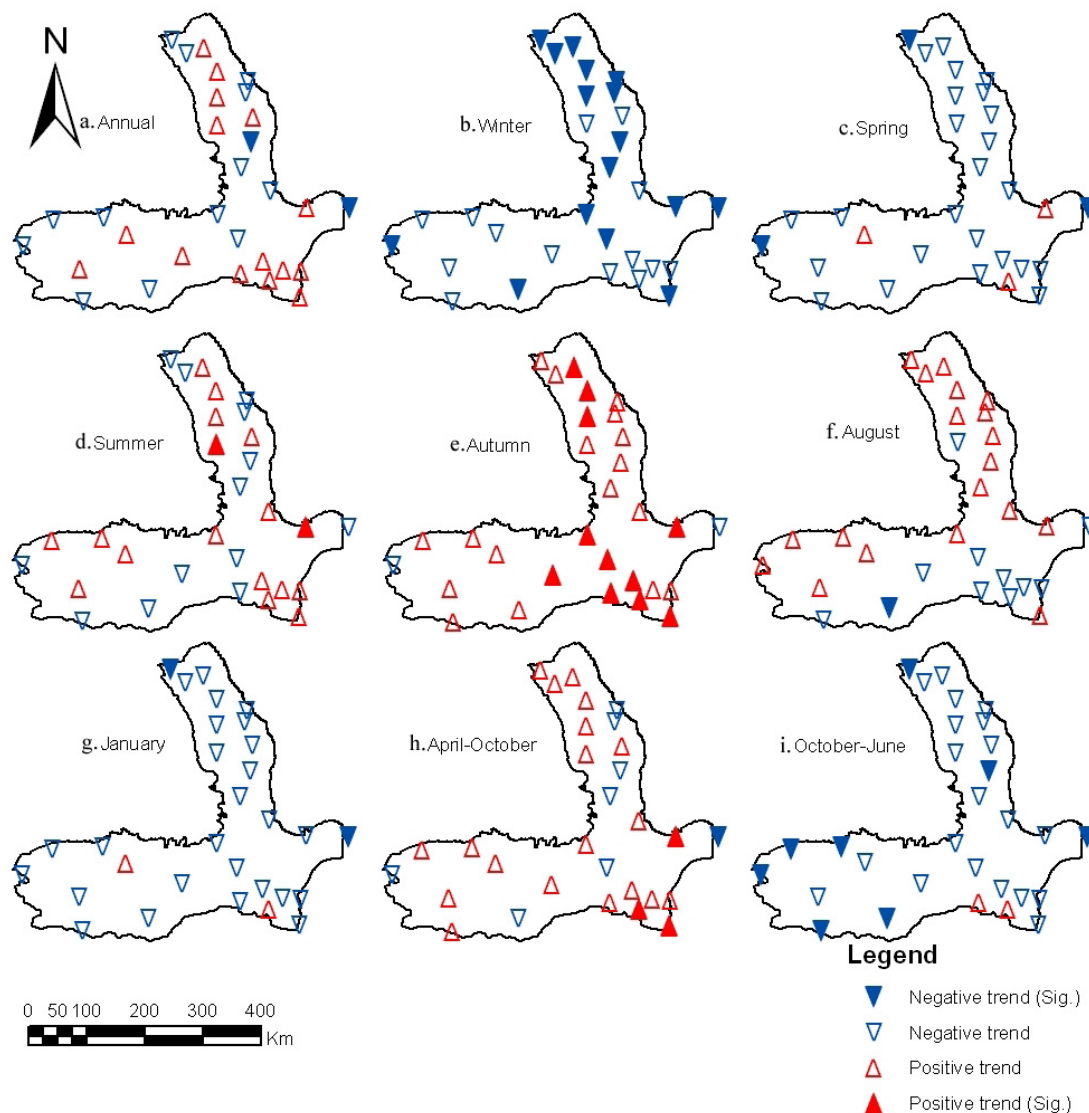 N
a. Annual
b. Winter
c. Spring
d. Summer
e. Autumn
f. August
g. January
h. April-October
i. October-June
Legend
Negative trend (Sig.)
Negative trend
Positive trend
Positive trend (Sig.)
0 50 100 200 300 400
Km